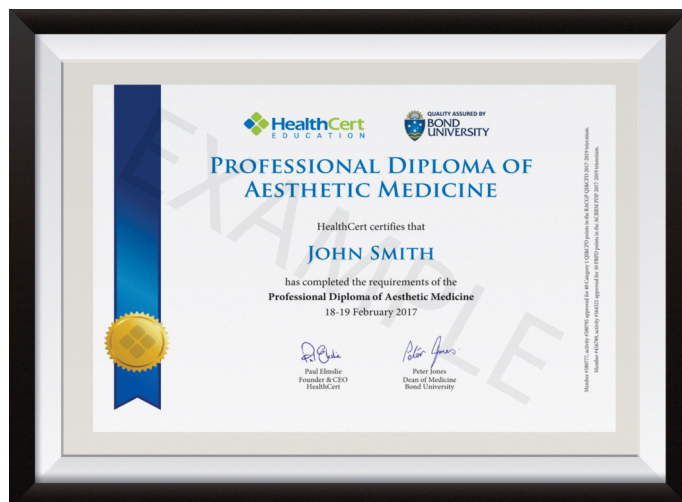 HealthCert
EDUCATION
QUALITY ASSURED BY
BOND
UNIVERSITY
PROFESSIONAL DIPLOMA OF
AESTHETIC MEDICINE
HealthCert certifies that
JOHN SMITH
has completed the requirements of the
Professional Diploma of Aesthetic Medicine
18-19 February 2017
Paul Elmslie
Founder & CEO
HealthCert
Peter Jones
Peter Jones
Dean of Medicine
Bond University
EXAMPLE